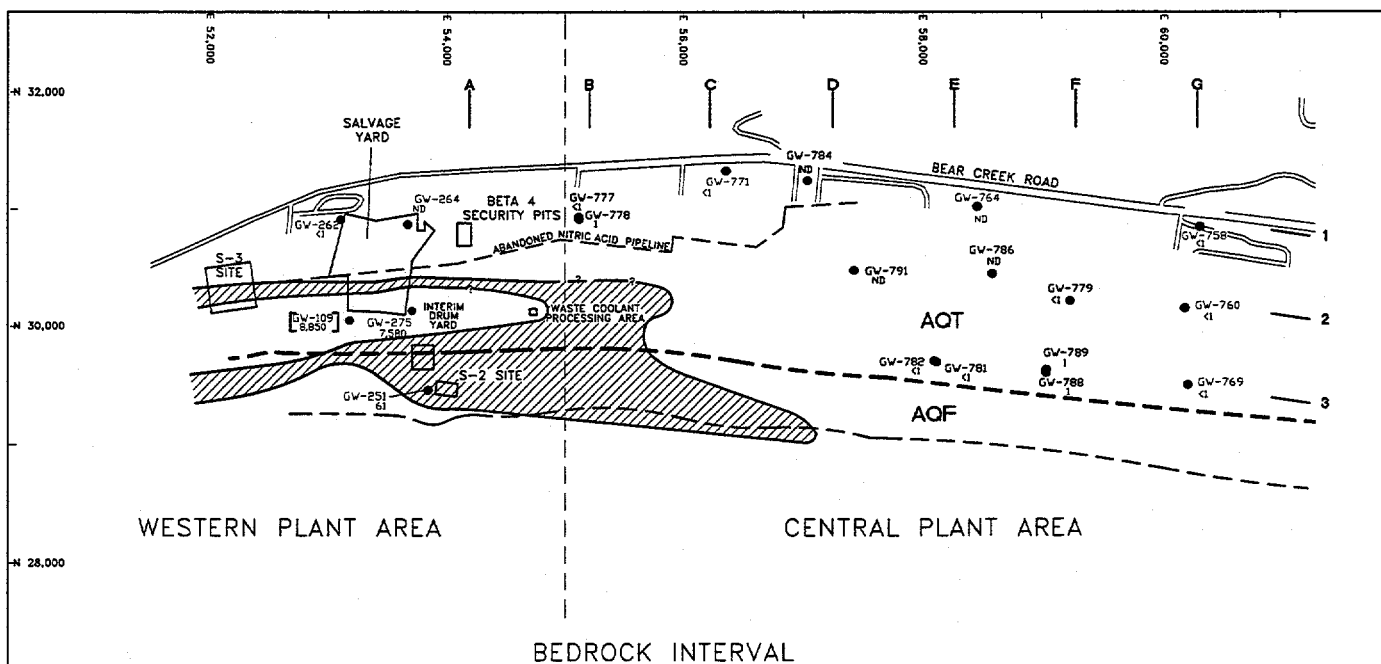 E 52,000
E 54,000
E 56,000
E 58,000
E 60,000
N 32,000
A
B
C
D
E
F
G
SALVAGE
YARD
GW-784
ND
BEAR CREEK ROAD
GW-771
<1
GW-764
ND
GW-264
ND
BETA 4
SECURITY PITS
GW-777
<1
GW-778
1
GW-262
<1
GW-758
<1
1
ABANDONED NITRIC ACID PIPELINE
S-3
SITE
GW-786
ND
GW-791
ND
GW-779
<1
?
?
?
N 30,000
GW-109
8,850
GW-275
7,580
INTERIM
DRUM
YARD
WASTE COOLANT
PROCESSING AREA
AQT
GW-760
<1
2
GW-782
<1
GW-781
<1
GW-789
1
GW-788
1
GW-769
<1
3
S-2 SITE
GW-251
61
AQF
WESTERN PLANT AREA
CENTRAL PLANT AREA
N 28,000
BEDROCK INTERVAL